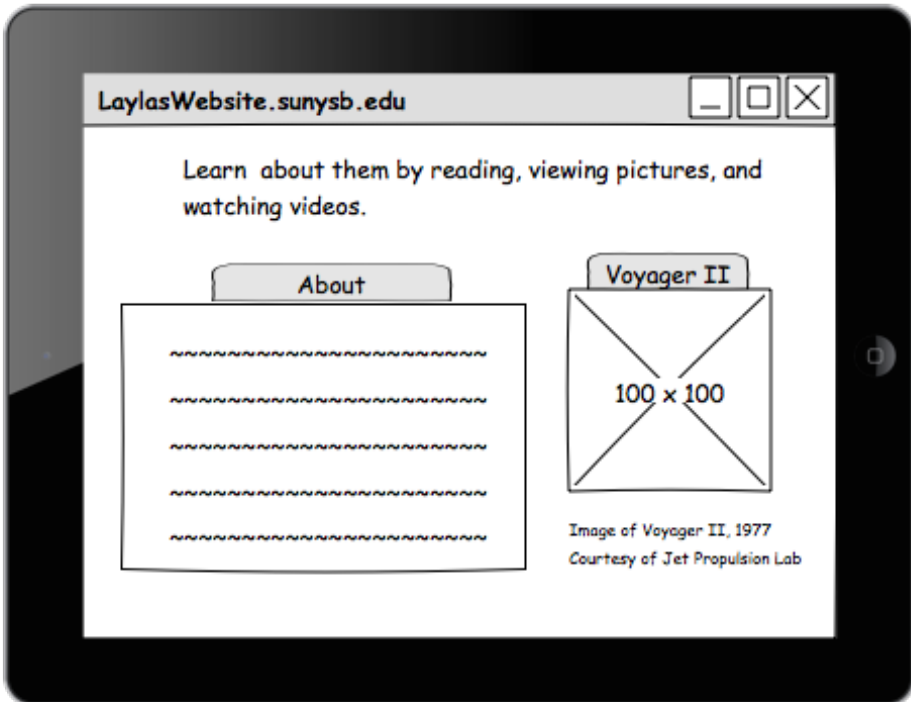 LaylasWebsite.sunysb.edu
Learn about them by reading, viewing pictures, and
watching videos.
About
~~~~~~~~~~~~~~~~~~~~~~
~~~~~~~~~~~~~~~~~~~~~~
~~~~~~~~~~~~~~~~~~~~~~
~~~~~~~~~~~~~~~~~~~~~~
~~~~~~~~~~~~~~~~~~~~~~
Voyager II
100 x 100
Image of Voyager II, 1977
Courtesy of Jet Propulsion Lab